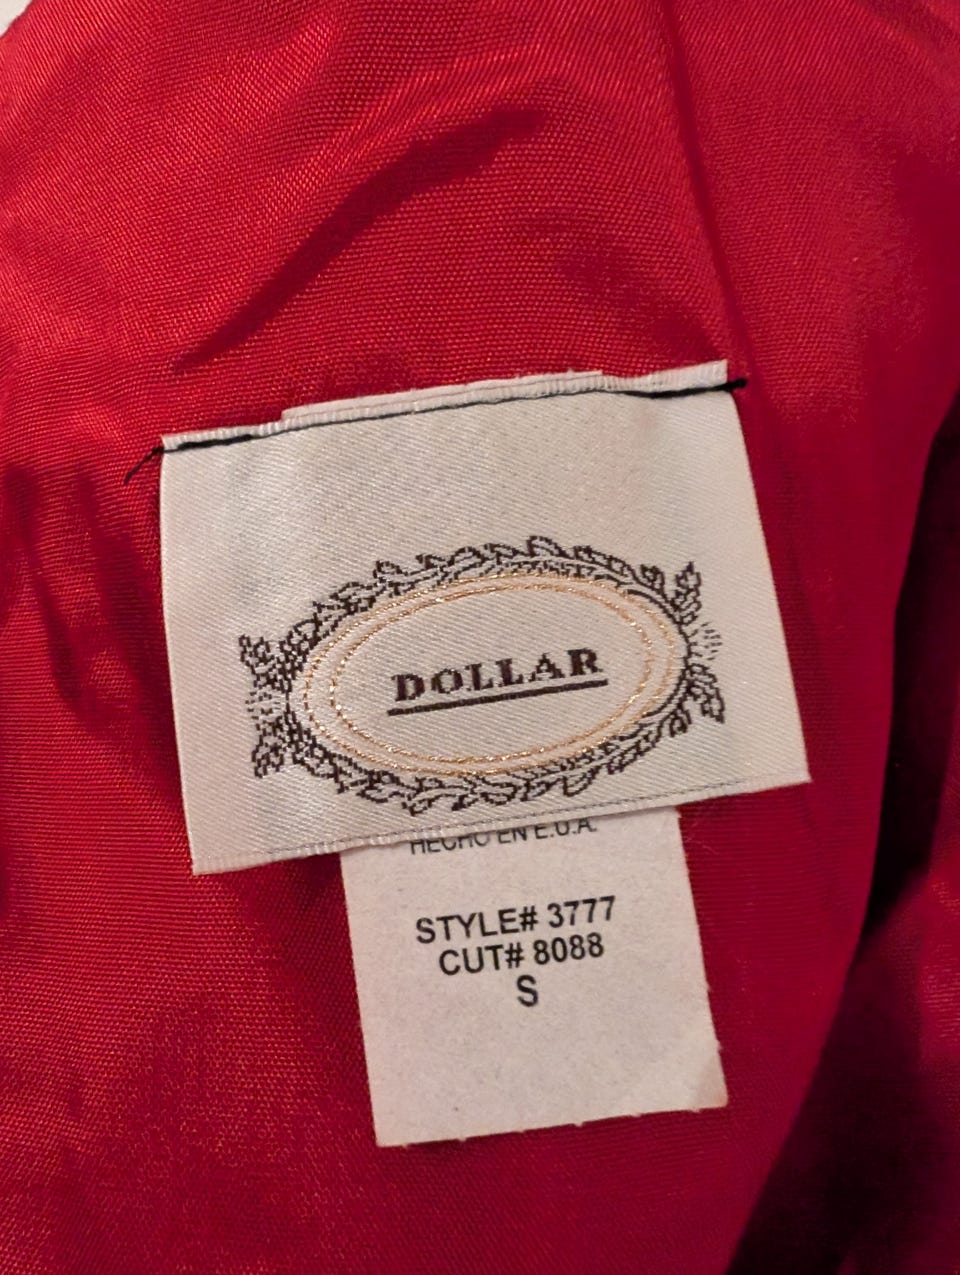 DOLLAR
HECHO EN E.U.A.
STYLE# 3777
CUT# 8088
S